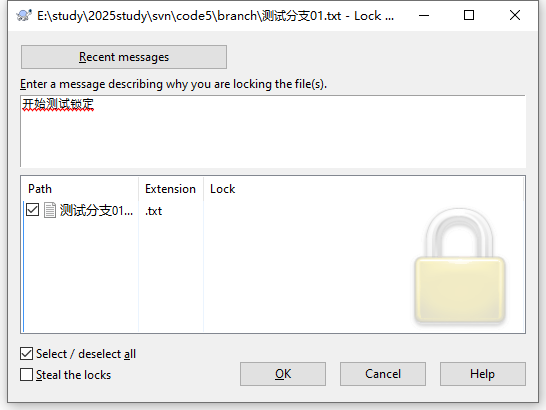 E:\study\2025study\svn\code5\branch\测试分支01.txt - Lock ...
Recent messages
Enter a message describing why you are locking the file(s).
开始测试锁定
Path Extension Lock
测试分支01... .txt
Select / deselect all
Steal the locks
OK Cancel Help